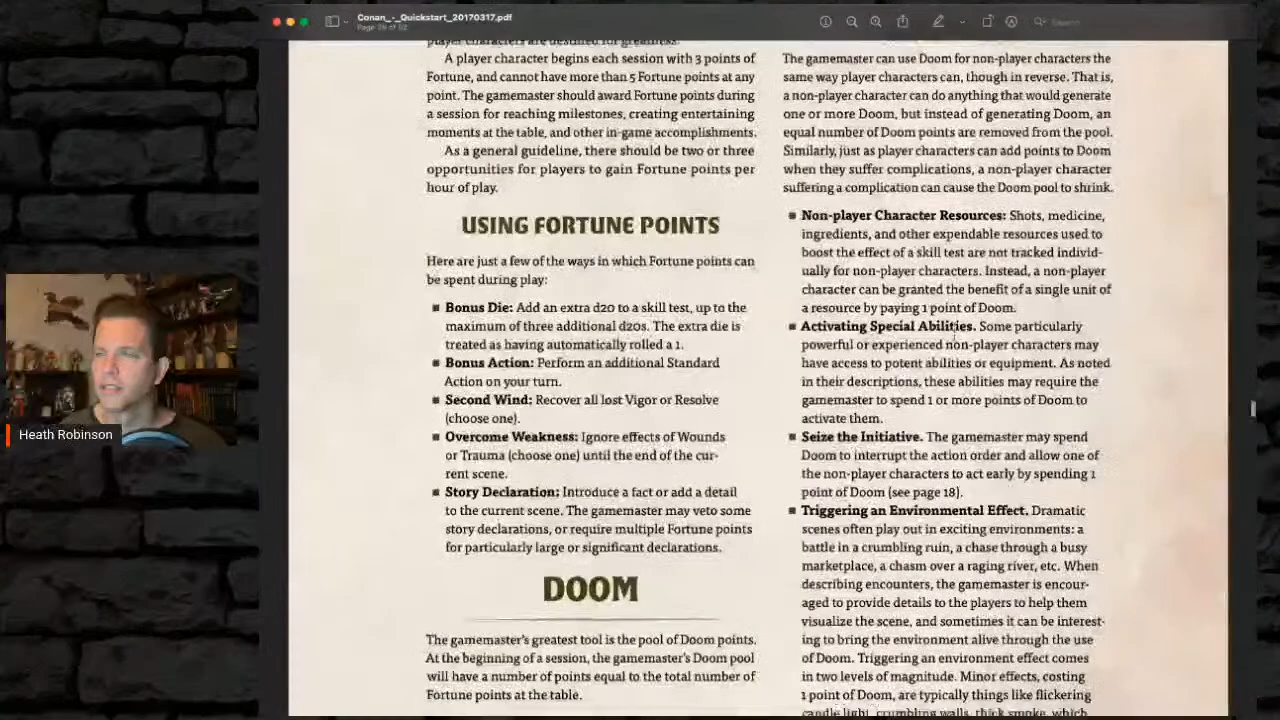 Conan_-_Quickstart_20170317.pdf
Search
player characters are destined for greatness.
A player character begins each session with 3 points of
Fortune, and cannot have more than 5 Fortune points at any
point. The gamemaster should award Fortune points during
a session for reaching milestones, creating entertaining
moments at the table, and other in-game accomplishments.
As a general guideline, there should be two or three
opportunities for players to gain Fortune points per
hour of play.
USING FORTUNE POINTS
Here are just a few of the ways in which Fortune points can
be spent during play:
■ Bonus Die: Add an extra d20 to a skill test, up to the
maximum of three additional d20s. The extra die is
treated as having automatically rolled a 1.
■ Bonus Action: Perform an additional Standard
Action on your turn.
■ Second Wind: Recover all lost Vigor or Resolve
(choose one).
■ Overcome Weakness: Ignore effects of Wounds
or Trauma (choose one) until the end of the cur-
rent scene.
■ Story Declaration: Introduce a fact or add a detail
to the current scene. The gamemaster may veto some
story declarations, or require multiple Fortune points
for particularly large or significant declarations.
DOOM
The gamemaster's greatest tool is the pool of Doom points.
At the beginning of a session, the gamemaster's Doom pool
will have a number of points equal to the total number of
Fortune points at the table.
The gamemaster can use Doom for non-player characters the
same way player characters can, though in reverse. That is,
a non-player character can do anything that would generate
one or more Doom, but instead of generating Doom, an
equal number of Doom points are removed from the pool.
Similarly, just as player characters can add points to Doom
when they suffer complications, a non-player character
suffering a complication can cause the Doom pool to shrink.
■ Non-player Character Resources: Shots, medicine,
ingredients, and other expendable resources used to
boost the effect of a skill test are not tracked individ-
ually for non-player characters. Instead, a non-player
character can be granted the benefit of a single unit of
a resource by paying 1 point of Doom.
■ Activating Special Abilities. Some particularly
powerful or experienced non-player characters may
have access to potent abilities or equipment. As noted
in their descriptions, these abilities may require the
gamemaster to spend 1 or more points of Doom to
activate them.
■ Seize the Initiative. The gamemaster may spend
Doom to interrupt the action order and allow one of
the non-player characters to act early by spending 1
point of Doom (see page 18).
■ Triggering an Environmental Effect. Dramatic
scenes often play out in exciting environments: a
battle in a crumbling ruin, a chase through a busy
marketplace, a chasm over a raging river, etc. When
describing encounters, the gamemaster is encour-
aged to provide details to the players to help them
visualize the scene, and sometimes it can be interest-
ing to bring the environment alive through the use
of Doom. Triggering an environment effect comes
in two levels of magnitude. Minor effects, costing
1 point of Doom, are typically things like flickering
candle light, crumbling walls, thick smoke, which
Heath Robinson